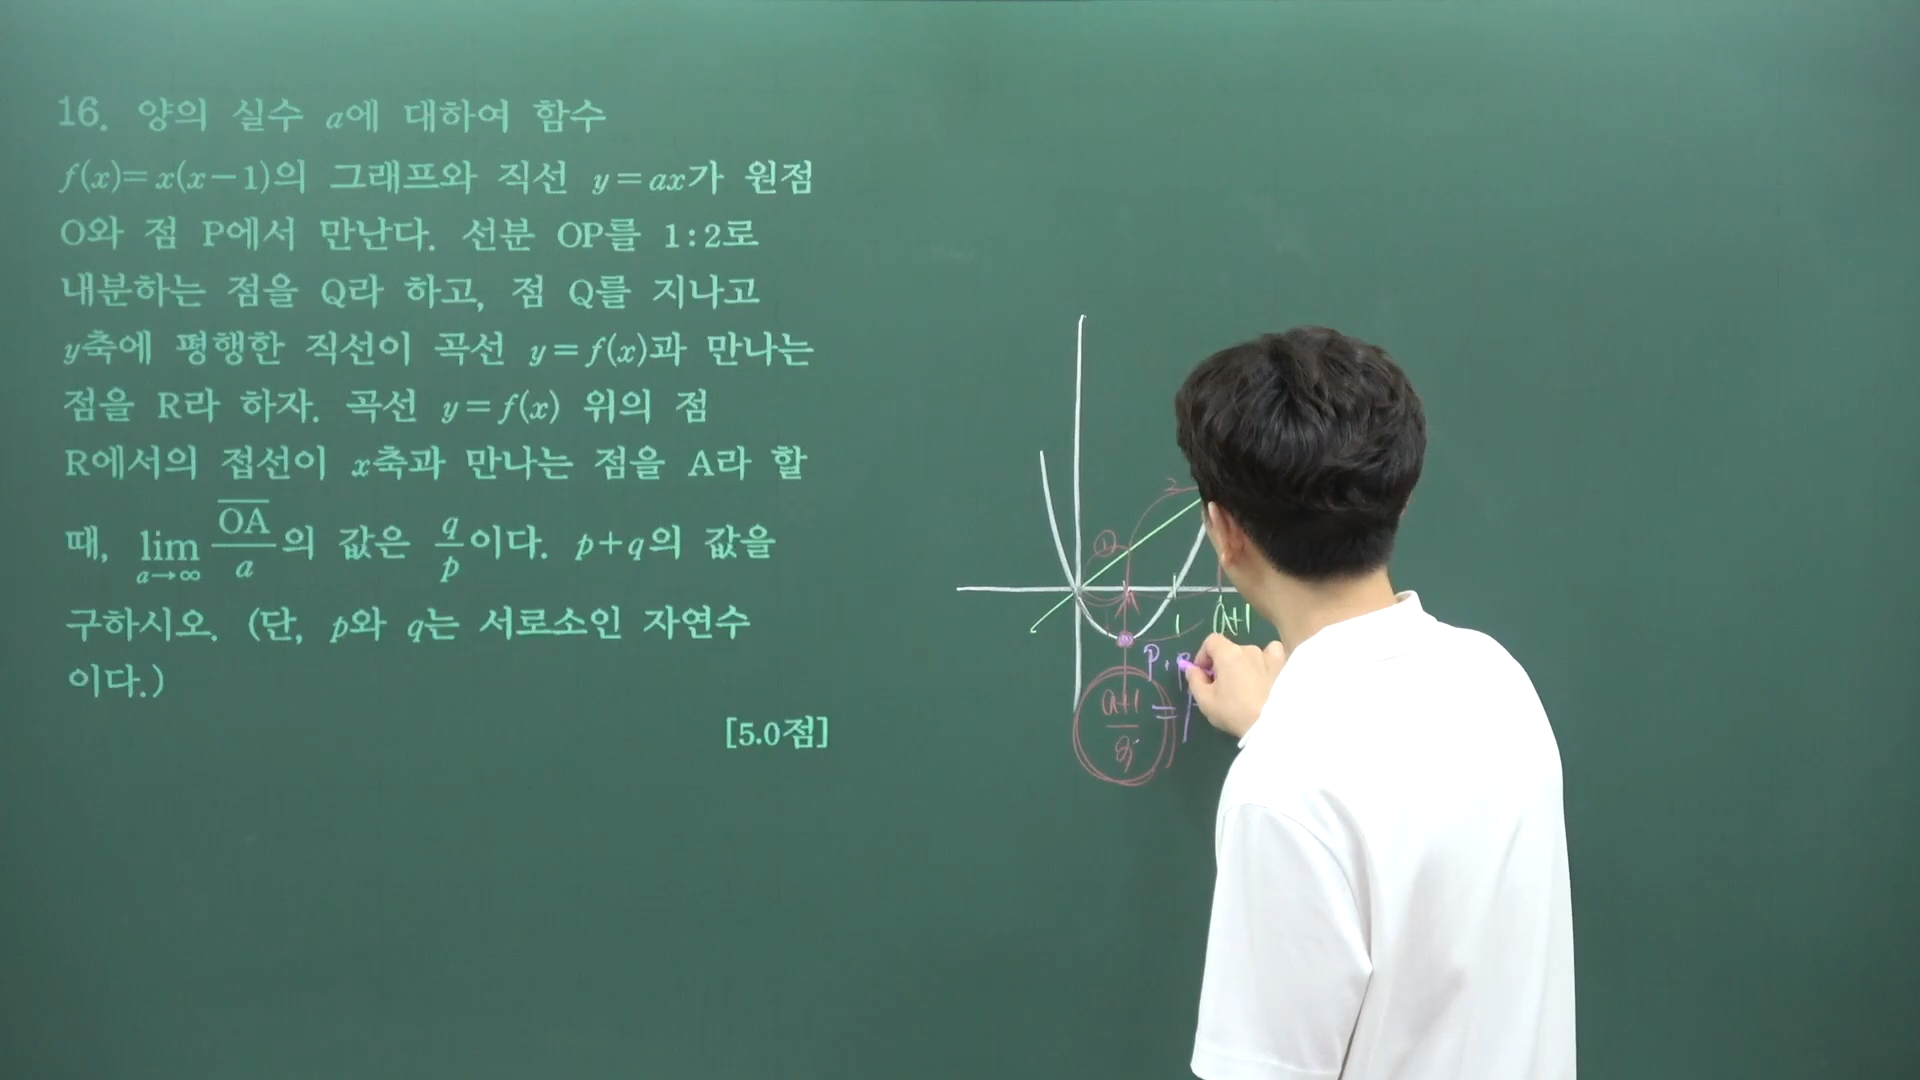 16. 양의 실수 a에 대하여 함수
f(x)=x(x-1)의 그래프와 직선 y=ax가 원점
O와 점 P에서 만난다. 선분 OP를 1:2로
내분하는 점을 Q라 하고, 점 Q를 지나고
y축에 평행한 직선이 곡선 y=f(x)과 만나는
점을 R라 하자. 곡선 y=f(x) 위의 점
R에서의 접선이 x축과 만나는 점을 A라 할
때, lim a→∞ OA/a 의 값은 q/p 이다. p+q의 값을
구하시오. (단, p와 q는 서로소인 자연수
이다.)
[5.0점]
2
①
1
a+1
a+1
=